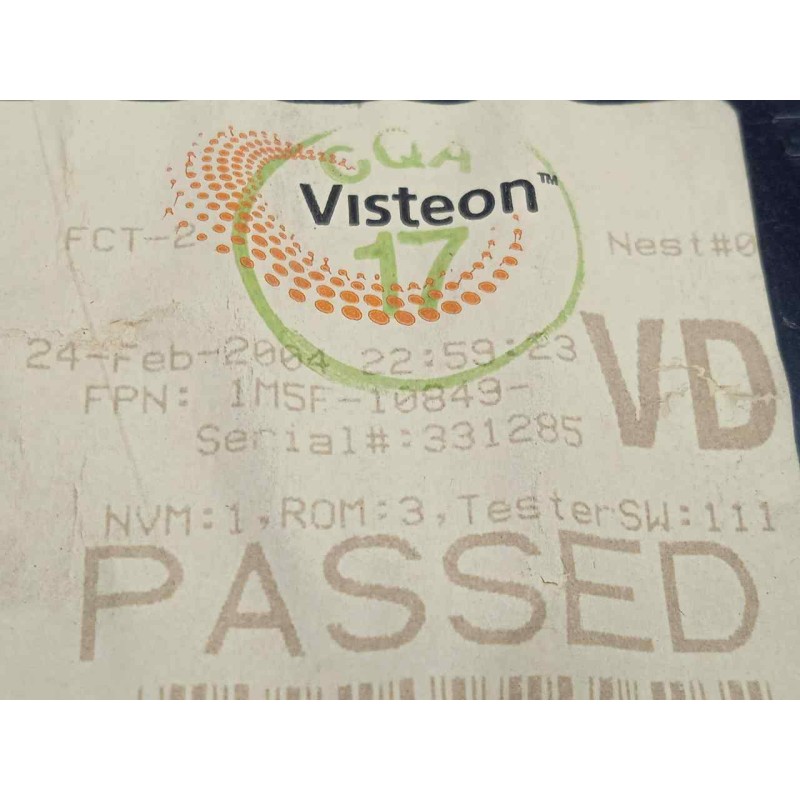 CQA
Visteon™
17
FCT-2
Nest#0
24-Feb-2004 22:59:23
VD
FPN: 1M5F-10849-
Serial#:331285
NVM:1,ROM:3,TesterSW:111
PASSED